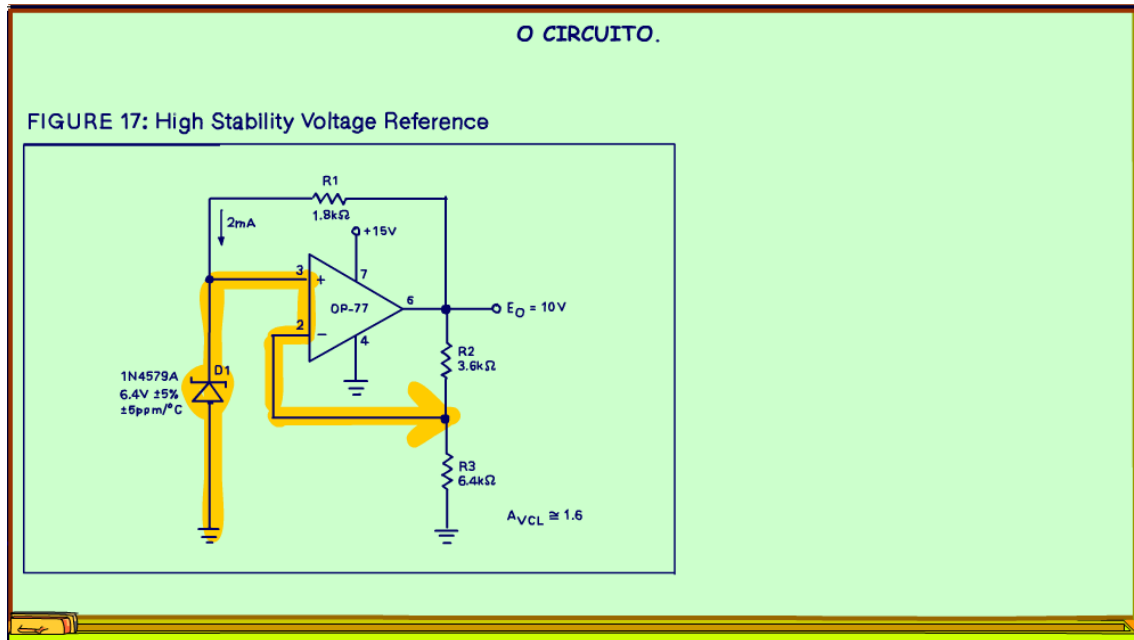 O CIRCUITO.
FIGURE 17: High Stability Voltage Reference
R1
1.8kΩ
2mA
+15V
3
+
7
OP-77
6
E_O = 10V
2
−
4
R2
3.6kΩ
1N4579A
6.4V ±5%
±5ppm/°C
D1
R3
6.4kΩ
A_VCL ≅ 1.6